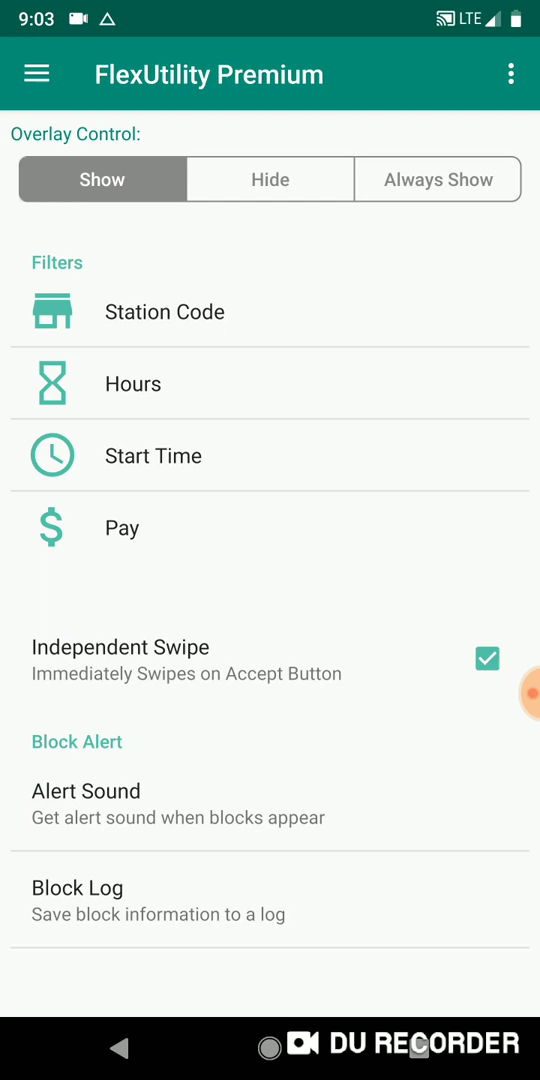 9:03
LTE
FlexUtility Premium
Overlay Control:
Show
Hide
Always Show
Filters
Station Code
Hours
Start Time
Pay
Independent Swipe
Immediately Swipes on Accept Button
Block Alert
Alert Sound
Get alert sound when blocks appear
Block Log
Save block information to a log
DU RECORDER